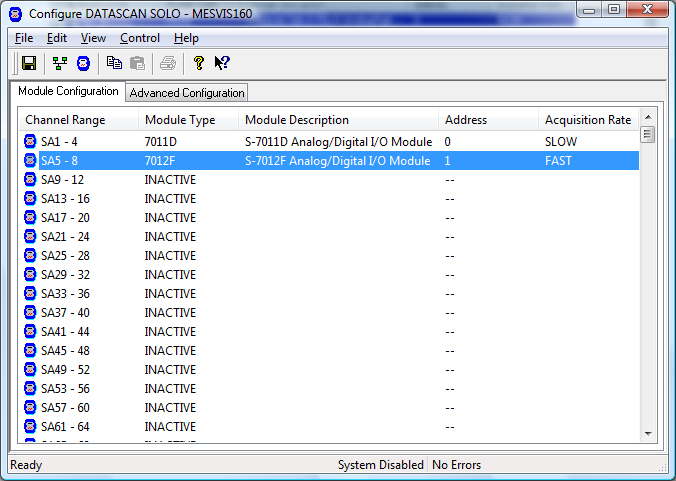 Configure DATASCAN SOLO - MESVIS160
File Edit View Control Help
Module Configuration Advanced Configuration
Channel Range Module Type Module Description Address Acquisition Rate
SA1 - 4 7011D S-7011D Analog/Digital I/O Module 0 SLOW
SA5 - 8 7012F S-7012F Analog/Digital I/O Module 1 FAST
SA9 - 12 INACTIVE --
SA13 - 16 INACTIVE --
SA17 - 20 INACTIVE --
SA21 - 24 INACTIVE --
SA25 - 28 INACTIVE --
SA29 - 32 INACTIVE --
SA33 - 36 INACTIVE --
SA37 - 40 INACTIVE --
SA41 - 44 INACTIVE --
SA45 - 48 INACTIVE --
SA49 - 52 INACTIVE --
SA53 - 56 INACTIVE --
SA57 - 60 INACTIVE --
SA61 - 64 INACTIVE --
INACTIVE --
Ready System Disabled No Errors